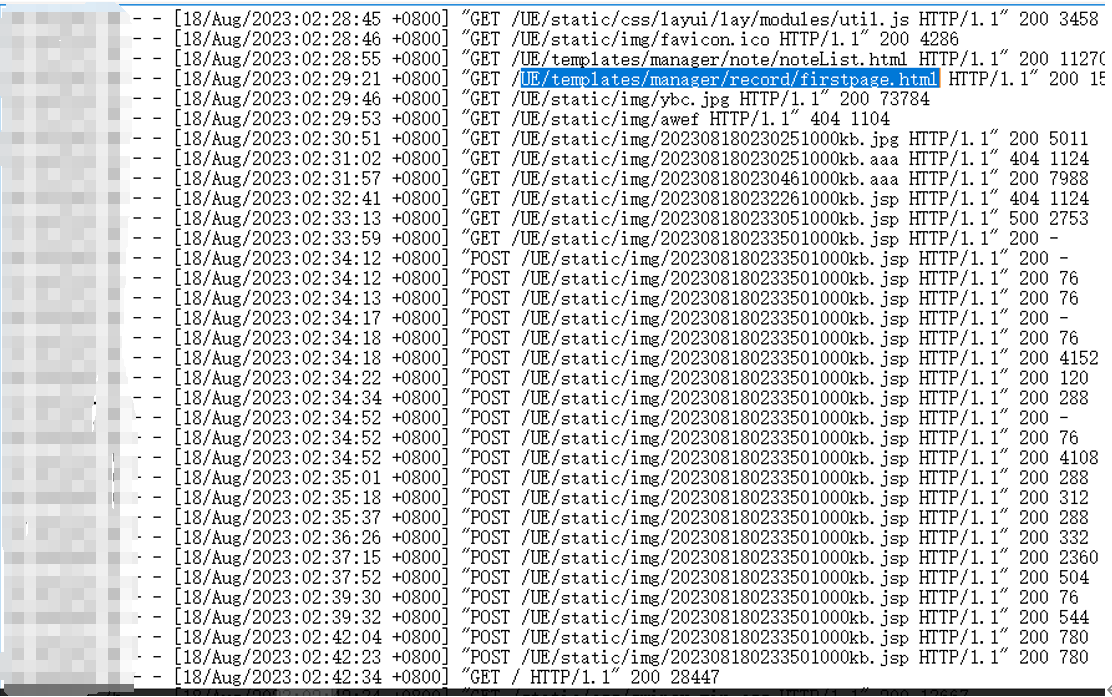 - - [18/Aug/2023:02:28:45 +0800] "GET /UE/static/css/layui/lay/modules/util.js HTTP/1.1" 200 3458
- - [18/Aug/2023:02:28:46 +0800] "GET /UE/static/img/favicon.ico HTTP/1.1" 200 4286
- - [18/Aug/2023:02:28:55 +0800] "GET /UE/templates/manager/note/noteList.html HTTP/1.1" 200 11270
- - [18/Aug/2023:02:29:21 +0800] "GET /UE/templates/manager/record/firstpage.html HTTP/1.1" 200 15
- - [18/Aug/2023:02:29:46 +0800] "GET /UE/static/img/ybc.jpg HTTP/1.1" 200 73784
- - [18/Aug/2023:02:29:53 +0800] "GET /UE/static/img/awef HTTP/1.1" 404 1104
- - [18/Aug/2023:02:30:51 +0800] "GET /UE/static/img/202308180230251000kb.jpg HTTP/1.1" 200 5011
- - [18/Aug/2023:02:31:02 +0800] "GET /UE/static/img/202308180230251000kb.aaa HTTP/1.1" 404 1124
- - [18/Aug/2023:02:31:57 +0800] "GET /UE/static/img/202308180230461000kb.aaa HTTP/1.1" 200 7988
- - [18/Aug/2023:02:32:41 +0800] "GET /UE/static/img/202308180232261000kb.jsp HTTP/1.1" 404 1124
- - [18/Aug/2023:02:33:13 +0800] "GET /UE/static/img/202308180233501000kb.jsp HTTP/1.1" 500 2753
- - [18/Aug/2023:02:33:59 +0800] "GET /UE/static/img/202308180233501000kb.jsp HTTP/1.1" 200 -
- - [18/Aug/2023:02:34:12 +0800] "POST /UE/static/img/202308180233501000kb.jsp HTTP/1.1" 200 -
- - [18/Aug/2023:02:34:12 +0800] "POST /UE/static/img/202308180233501000kb.jsp HTTP/1.1" 200 76
- - [18/Aug/2023:02:34:13 +0800] "POST /UE/static/img/202308180233501000kb.jsp HTTP/1.1" 200 76
- - [18/Aug/2023:02:34:17 +0800] "POST /UE/static/img/202308180233501000kb.jsp HTTP/1.1" 200 -
- - [18/Aug/2023:02:34:18 +0800] "POST /UE/static/img/202308180233501000kb.jsp HTTP/1.1" 200 76
- - [18/Aug/2023:02:34:18 +0800] "POST /UE/static/img/202308180233501000kb.jsp HTTP/1.1" 200 4152
- - [18/Aug/2023:02:34:22 +0800] "POST /UE/static/img/202308180233501000kb.jsp HTTP/1.1" 200 120
- - [18/Aug/2023:02:34:34 +0800] "POST /UE/static/img/202308180233501000kb.jsp HTTP/1.1" 200 288
- - [18/Aug/2023:02:34:52 +0800] "POST /UE/static/img/202308180233501000kb.jsp HTTP/1.1" 200 -
- - [18/Aug/2023:02:34:52 +0800] "POST /UE/static/img/202308180233501000kb.jsp HTTP/1.1" 200 76
- - [18/Aug/2023:02:34:52 +0800] "POST /UE/static/img/202308180233501000kb.jsp HTTP/1.1" 200 4108
- - [18/Aug/2023:02:35:01 +0800] "POST /UE/static/img/202308180233501000kb.jsp HTTP/1.1" 200 288
- - [18/Aug/2023:02:35:18 +0800] "POST /UE/static/img/202308180233501000kb.jsp HTTP/1.1" 200 312
- - [18/Aug/2023:02:35:37 +0800] "POST /UE/static/img/202308180233501000kb.jsp HTTP/1.1" 200 288
- - [18/Aug/2023:02:36:26 +0800] "POST /UE/static/img/202308180233501000kb.jsp HTTP/1.1" 200 332
- - [18/Aug/2023:02:37:15 +0800] "POST /UE/static/img/202308180233501000kb.jsp HTTP/1.1" 200 2360
- - [18/Aug/2023:02:37:52 +0800] "POST /UE/static/img/202308180233501000kb.jsp HTTP/1.1" 200 504
- - [18/Aug/2023:02:39:30 +0800] "POST /UE/static/img/202308180233501000kb.jsp HTTP/1.1" 200 76
- - [18/Aug/2023:02:39:32 +0800] "POST /UE/static/img/202308180233501000kb.jsp HTTP/1.1" 200 544
- - [18/Aug/2023:02:42:04 +0800] "POST /UE/static/img/202308180233501000kb.jsp HTTP/1.1" 200 780
- - [18/Aug/2023:02:42:23 +0800] "POST /UE/static/img/202308180233501000kb.jsp HTTP/1.1" 200 780
- - [18/Aug/2023:02:42:34 +0800] "GET / HTTP/1.1" 200 28447